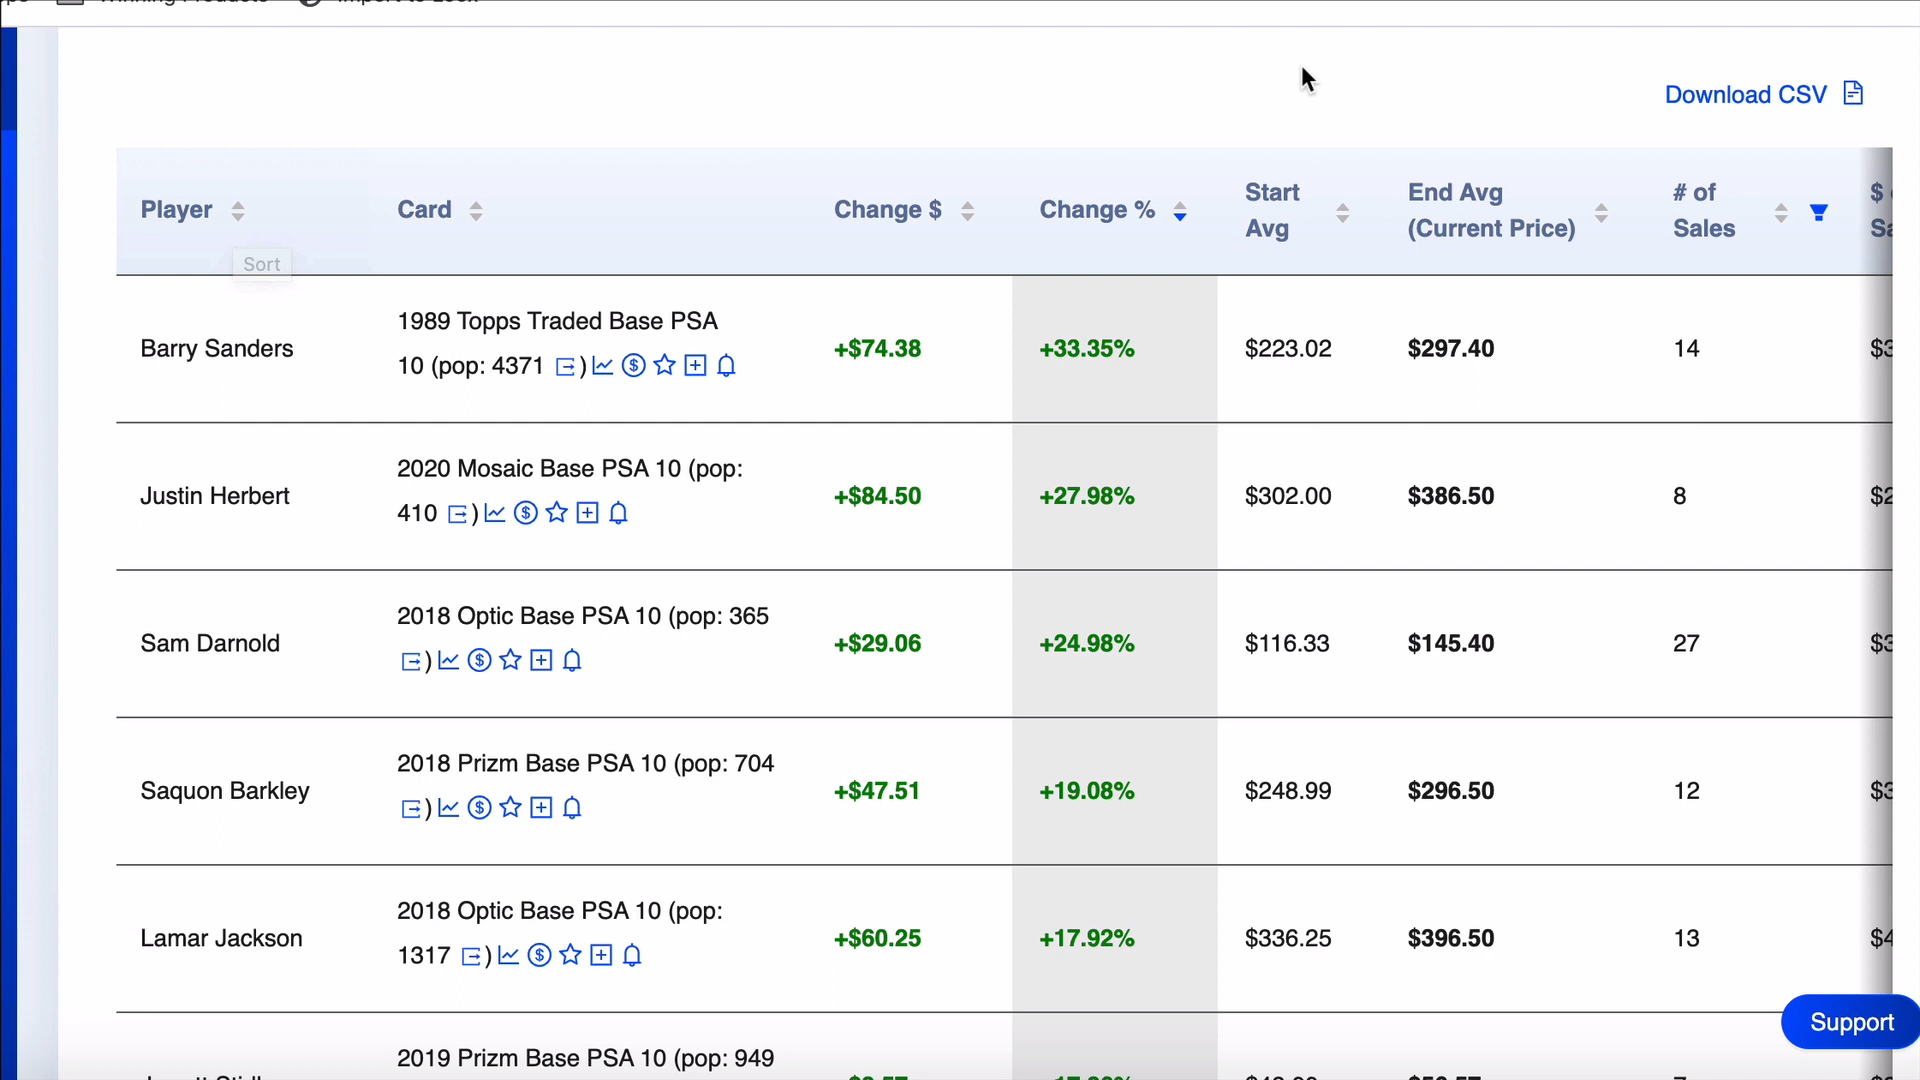 Download CSV
Player Card Change $ Change % Start Avg End Avg (Current Price) # of Sales $
Sort
Barry Sanders 1989 Topps Traded Base PSA 10 (pop: 4371 ) +$74.38 +33.35% $223.02 $297.40 14
Justin Herbert 2020 Mosaic Base PSA 10 (pop: 410 ) +$84.50 +27.98% $302.00 $386.50 8
Sam Darnold 2018 Optic Base PSA 10 (pop: 365 ) +$29.06 +24.98% $116.33 $145.40 27
Saquon Barkley 2018 Prizm Base PSA 10 (pop: 704 ) +$47.51 +19.08% $248.99 $296.50 12
Lamar Jackson 2018 Optic Base PSA 10 (pop: 1317 ) +$60.25 +17.92% $336.25 $396.50 13
Support
2019 Prizm Base PSA 10 (pop: 949